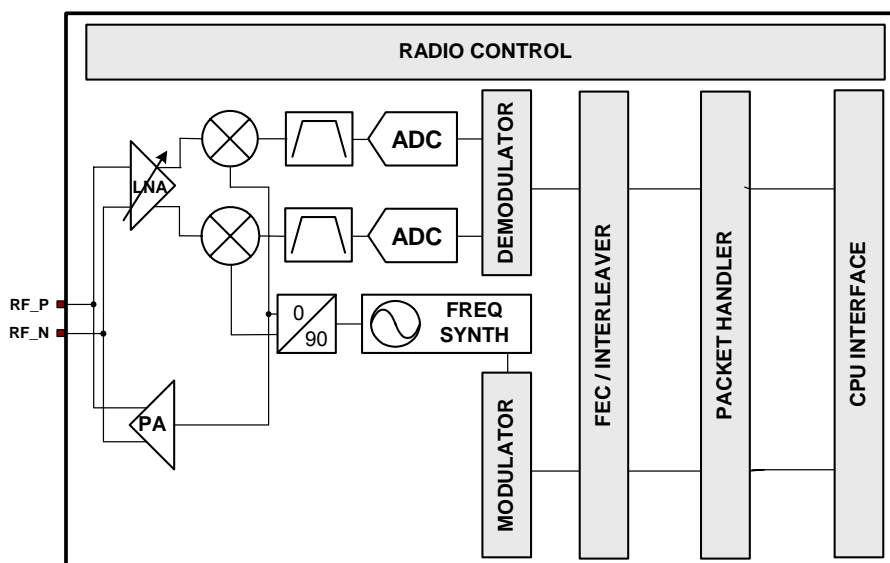 RADIO CONTROL
LNA
ADC
ADC
DEMODULATOR
FEC / INTERLEAVER
PACKET HANDLER
CPU INTERFACE
RF_P
RF_N
0
90
FREQ
SYNTH
PA
MODULATOR